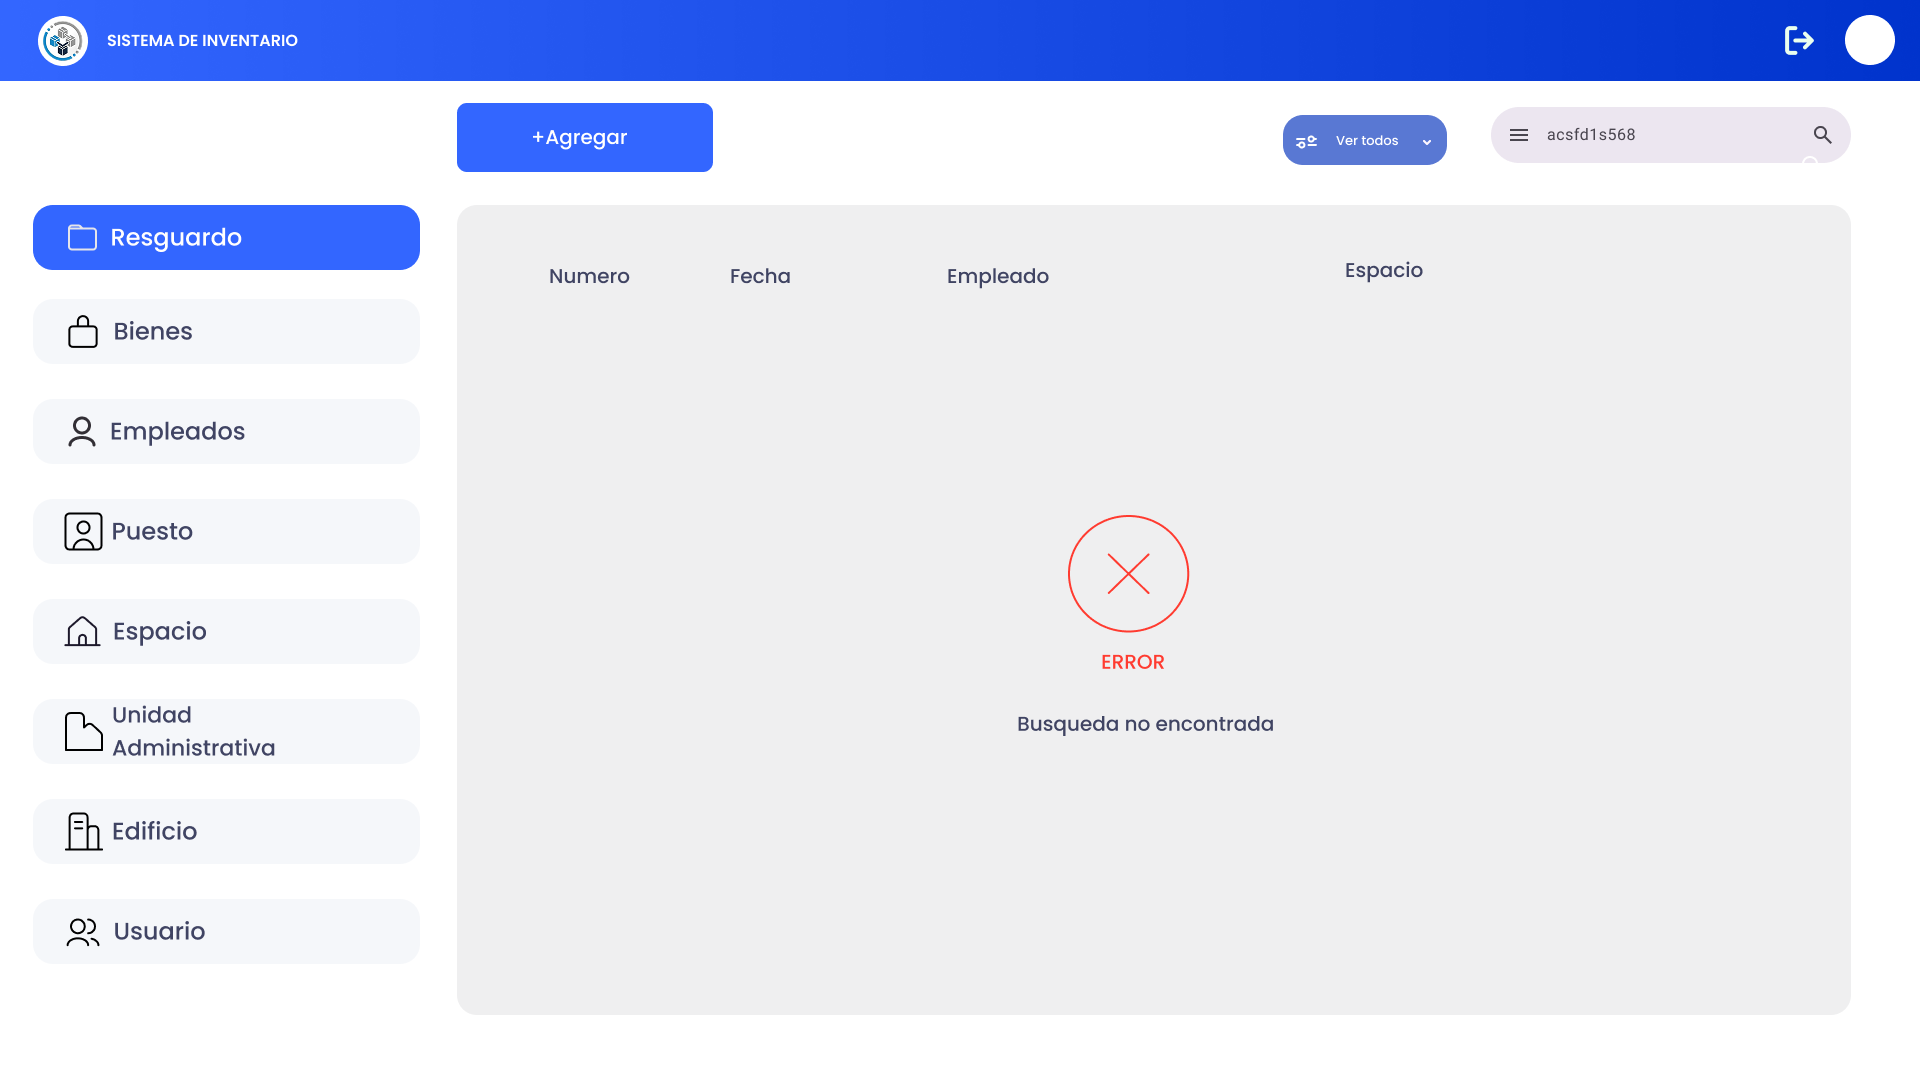 SISTEMA DE INVENTARIO
+Agregar
Ver todos
acsfd1s568
Resguardo
Bienes
Empleados
Puesto
Espacio
Unidad
Administrativa
Edificio
Usuario
Numero
Fecha
Empleado
Espacio
ERROR
Busqueda no encontrada